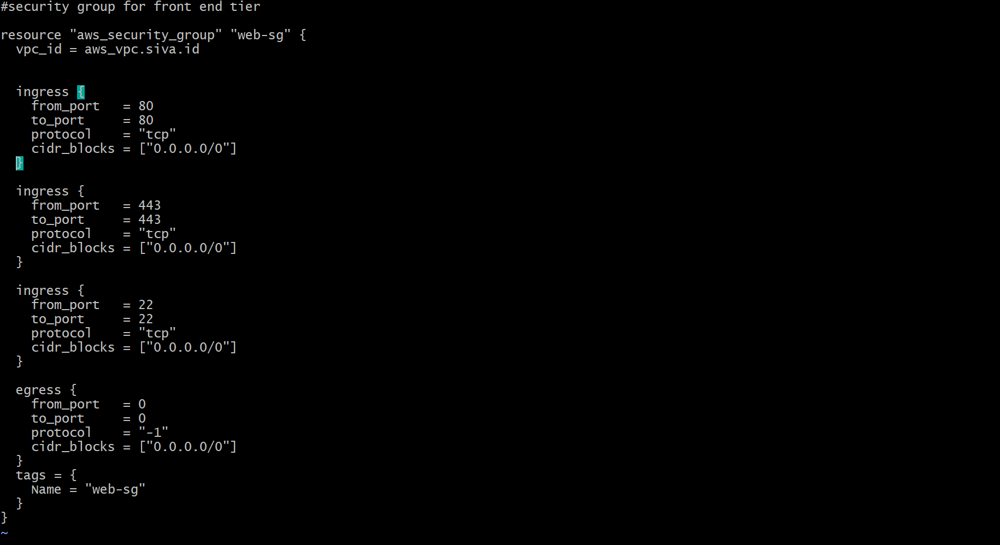 #security group for front end tier

resource "aws_security_group" "web-sg" {
  vpc_id = aws_vpc.siva.id


  ingress {
    from_port   = 80
    to_port     = 80
    protocol    = "tcp"
    cidr_blocks = ["0.0.0.0/0"]
  }

  ingress {
    from_port   = 443
    to_port     = 443
    protocol    = "tcp"
    cidr_blocks = ["0.0.0.0/0"]
  }

  ingress {
    from_port   = 22
    to_port     = 22
    protocol    = "tcp"
    cidr_blocks = ["0.0.0.0/0"]
  }

  egress {
    from_port   = 0
    to_port     = 0
    protocol    = "-1"
    cidr_blocks = ["0.0.0.0/0"]
  }
  tags = {
    Name = "web-sg"
  }
}
~